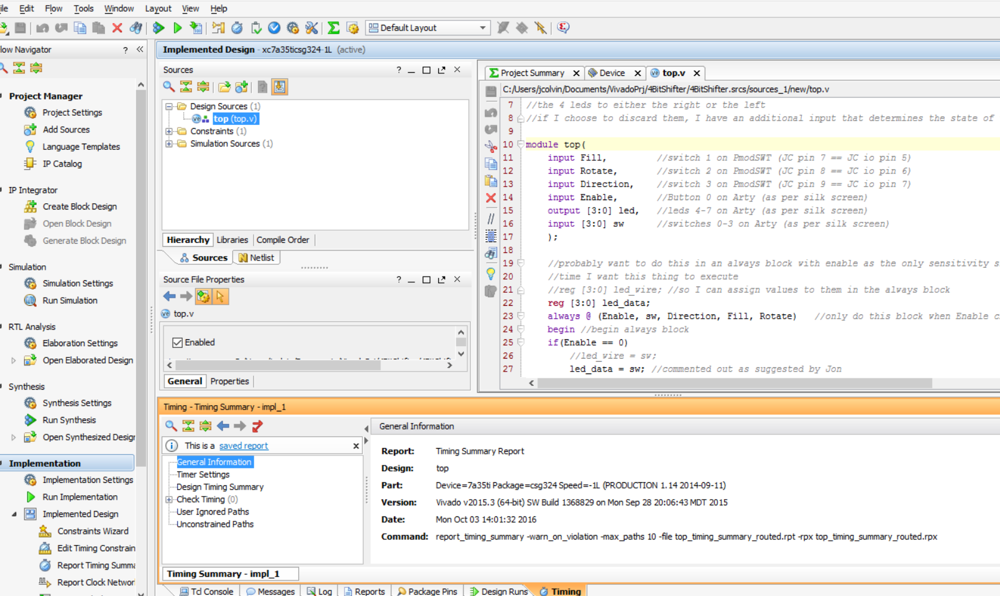 File Edit Flow Tools Window Layout View Help
Default Layout
Flow Navigator ? «
Project Manager
Project Settings
Add Sources
Language Templates
IP Catalog
IP Integrator
Create Block Design
Open Block Design
Generate Block Design
Simulation
Simulation Settings
Run Simulation
RTL Analysis
Elaboration Settings
Open Elaborated Design
Synthesis
Synthesis Settings
Run Synthesis
Open Synthesized Design
Implementation
Implementation Settings
Run Implementation
Implemented Design
Constraints Wizard
Edit Timing Constrain
Report Timing Summa
Report Clock Networ
Implemented Design - xc7a35ticsg324-1L (active)
Sources ?
Design Sources (1)
top (top.v)
Constraints (1)
Simulation Sources (1)
Hierarchy Libraries Compile Order
Sources Netlist
Source File Properties ?
top.v
Enabled
General Properties
Project Summary Device top.v
C:/Users/jcolvin/Documents/VivadoPrj/4BitShifter/4BitShifter.srcs/sources_1/new/top.v
7 //the 4 leds to either the right or the left
8 //if I choose to discard them, I have an additional input that determines the state of
9
10 module top(
11 input Fill, //switch 1 on PmodSWT (JC pin 7 == JC io pin 5)
12 input Rotate, //switch 2 on PmodSWT (JC pin 8 == JC io pin 6)
13 input Direction, //switch 3 on PmodSWT (JC pin 9 == JC io pin 7)
14 input Enable, //Button 0 on Arty (as per silk screen)
15 output [3:0] led, //leds 4-7 on Arty (as per silk screen)
16 input [3:0] sw //switches 0-3 on Arty (as per silk screen)
17 );
18
19 //probably want to do this in an always block with enable as the only sensitivity s
20 //time I want this thing to execute
21 //reg [3:0] led_wire; //so I can assign values to them in the always block
22 reg [3:0] led_data;
23 always @ (Enable, sw, Direction, Fill, Rotate) //only do this block when Enable c
24 begin //begin always block
25 if(Enable == 0)
26 //led_wire = sw;
27 led_data = sw; //commented out as suggested by Jon
Timing - Timing Summary - impl_1
This is a saved report
General Information
Timer Settings
Design Timing Summary
Check Timing (0)
User Ignored Paths
Unconstrained Paths
General Information
Report: Timing Summary Report
Design: top
Part: Device=7a35ti Package=csg324 Speed=-1L (PRODUCTION 1.14 2014-09-11)
Version: Vivado v2015.3 (64-bit) SW Build 1368829 on Mon Sep 28 20:06:43 MDT 2015
Date: Mon Oct 03 14:01:32 2016
Command: report_timing_summary -warn_on_violation -max_paths 10 -file top_timing_summary_routed.rpt -rpx top_timing_summary_routed.rpx
Timing Summary - impl_1
Tcl Console Messages Log Reports Package Pins Design Runs Timing